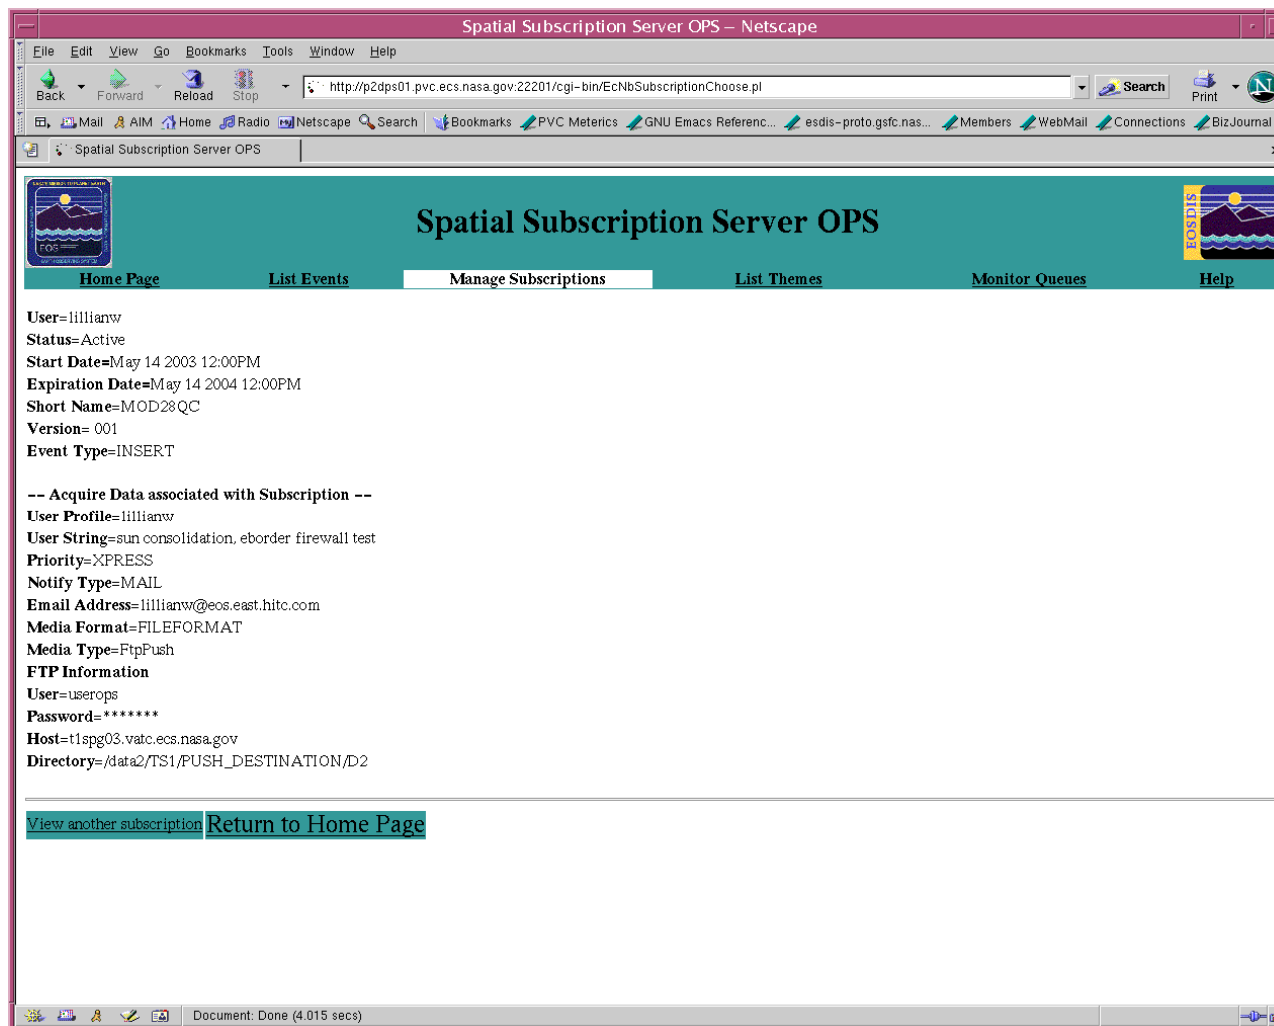 Spatial Subscription Server OPS – Netscape
File Edit View Go Bookmarks Tools Window Help
Back Forward Reload Stop http://p2dps01.pvc.ecs.nasa.gov:22201/cgi-bin/EcNbSubscriptionChoose.pl Search Print N
Mail AIM Home Radio Netscape Search Bookmarks PVC Meterics GNU Emacs Referenc... esdis-proto.gsfc.nas... Members WebMail Connections BizJournal
Spatial Subscription Server OPS
EOS
Spatial Subscription Server OPS
EOSDIS
Home Page List Events Manage Subscriptions List Themes Monitor Queues Help
User=lillianw
Status=Active
Start Date=May 14 2003 12:00PM
Expiration Date=May 14 2004 12:00PM
Short Name=MOD28QC
Version= 001
Event Type=INSERT
-- Acquire Data associated with Subscription --
User Profile=lillianw
User String=sun consolidation, eborder firewall test
Priority=XPRESS
Notify Type=MAIL
Email Address=lillianw@eos.east.hitc.com
Media Format=FILEFORMAT
Media Type=FtpPush
FTP Information
User=userops
Password=*******
Host=t1spg03.vatc.ecs.nasa.gov
Directory=/data2/TS1/PUSH_DESTINATION/D2
View another subscription Return to Home Page
Document: Done (4.015 secs)